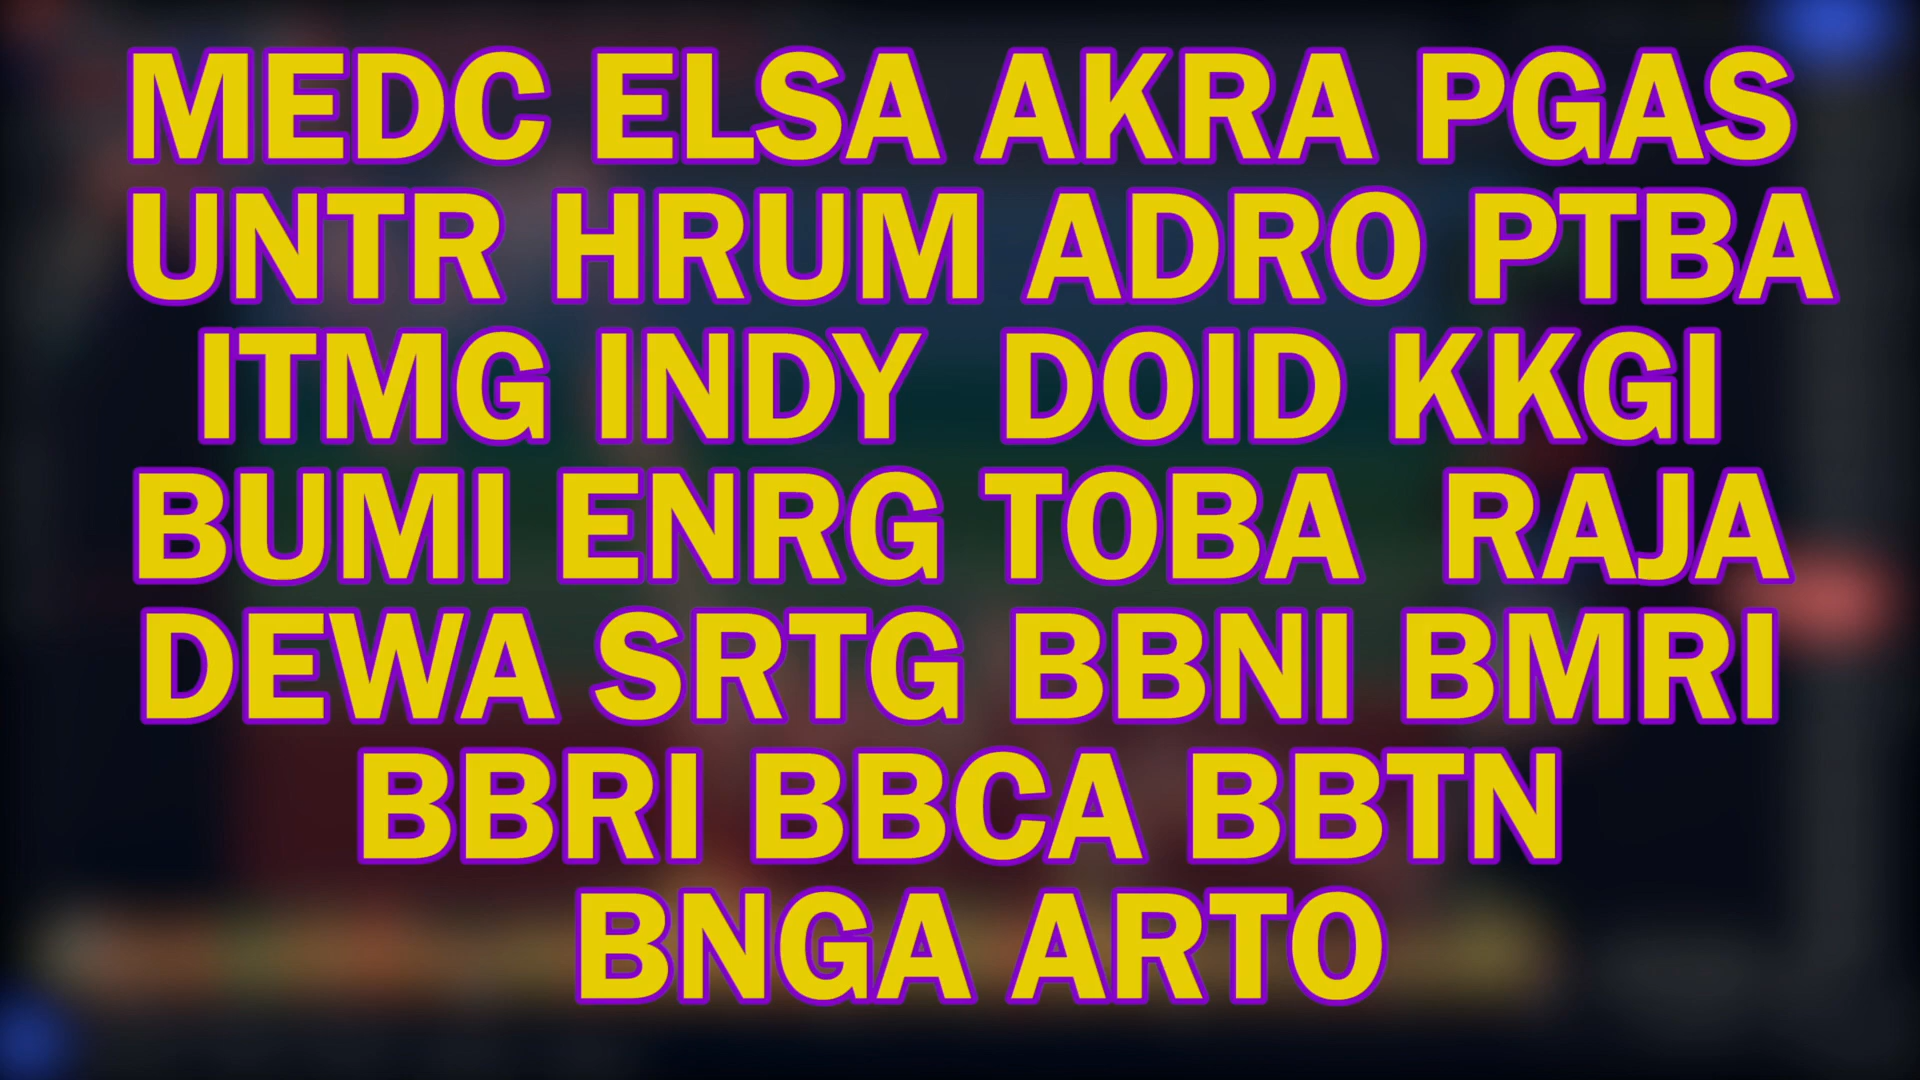 MEDC ELSA AKRA PGAS
UNTR HRUM ADRO PTBA
ITMG INDY DOID KKGI
BUMI ENRG TOBA RAJA
DEWA SRTG BBNI BMRI
BBRI BBCA BBTN
BNGA ARTO